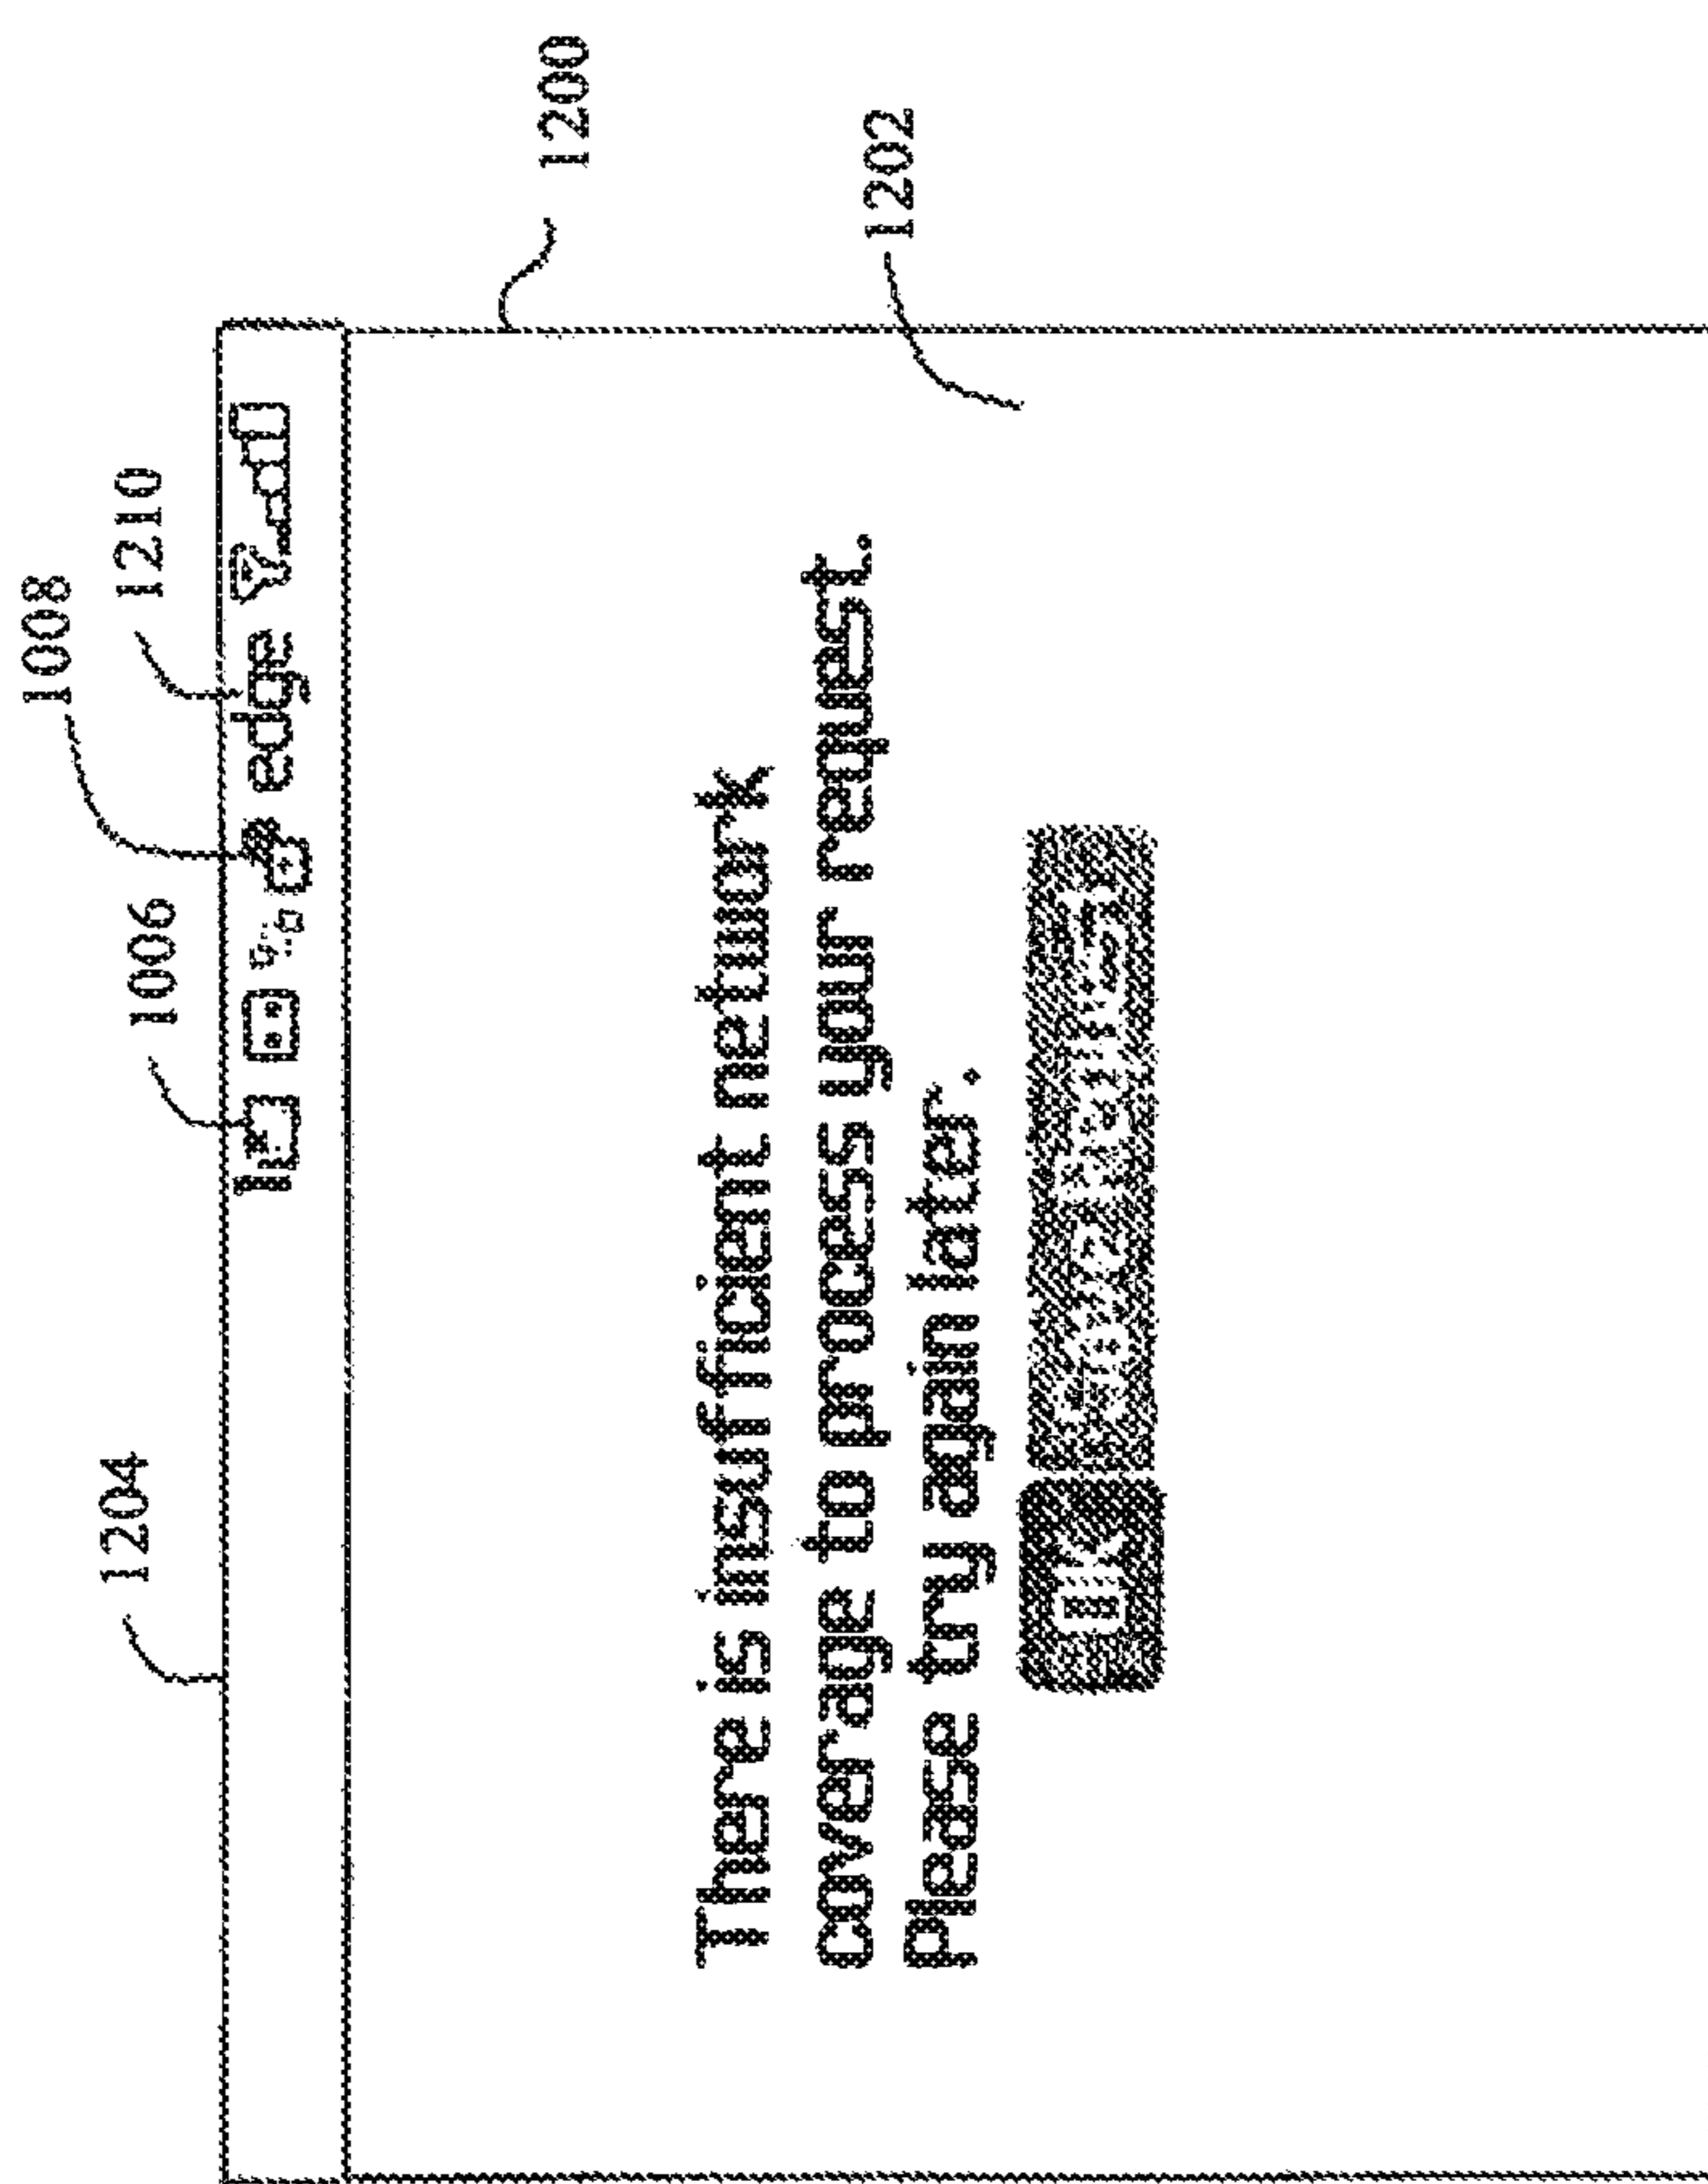 1008
1210
1006
1204
edge
1200
1202
There is insufficient network
coverage to process your request.
Please try again later.
OK